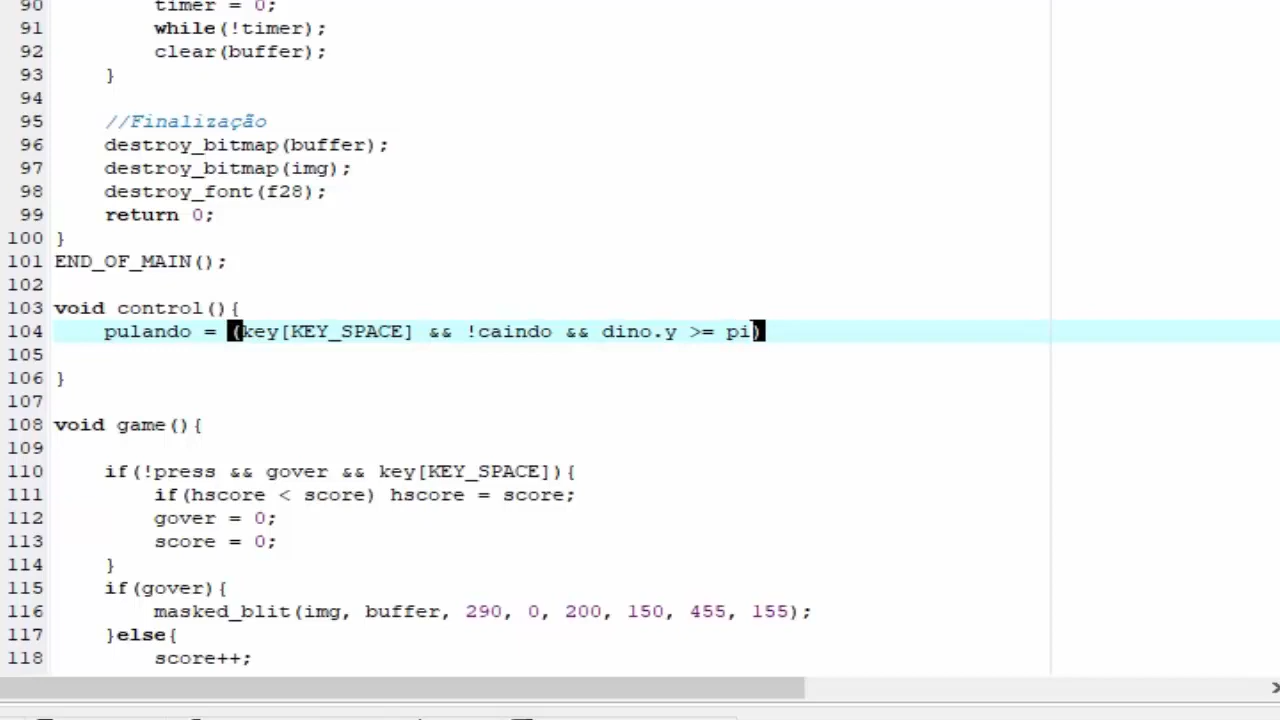 90 timer = 0;
91 while(!timer);
92 clear(buffer);
93 }
94
95 //Finalização
96 destroy_bitmap(buffer);
97 destroy_bitmap(img);
98 destroy_font(f28);
99 return 0;
100 }
101 END_OF_MAIN();
102
103 void control(){
104 pulando = (key[KEY_SPACE] && !caindo && dino.y >= pi)
105
106 }
107
108 void game(){
109
110 if(!press && gover && key[KEY_SPACE]){
111 if(hscore < score) hscore = score;
112 gover = 0;
113 score = 0;
114 }
115 if(gover){
116 masked_blit(img, buffer, 290, 0, 200, 150, 455, 155);
117 }else{
118 score++;